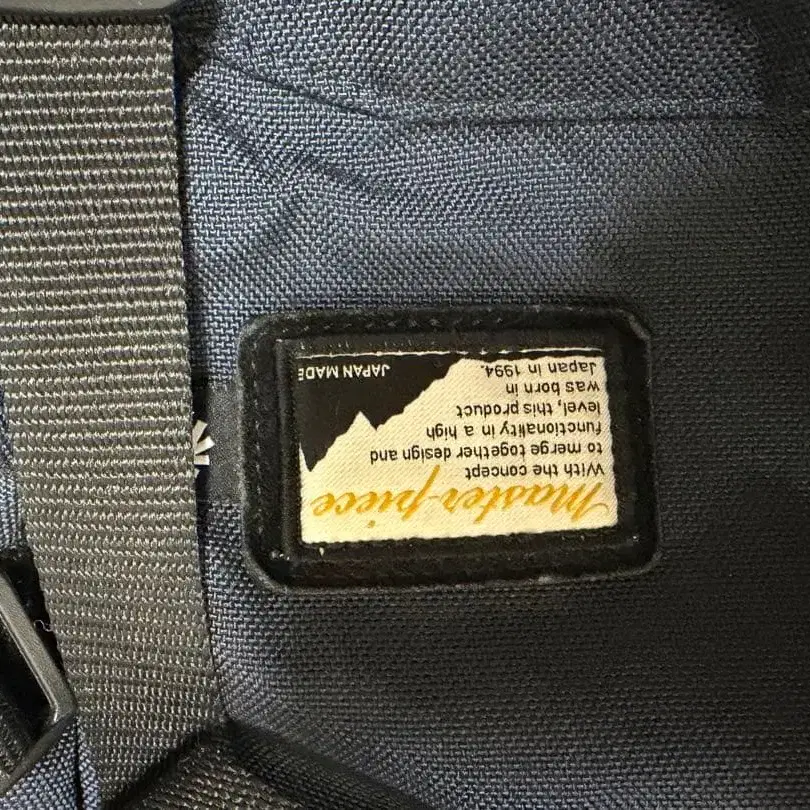 master-piece
With the concept
to merge together design and
functionality in a high
level, this product
was born in
Japan in 1994.
JAPAN MADE